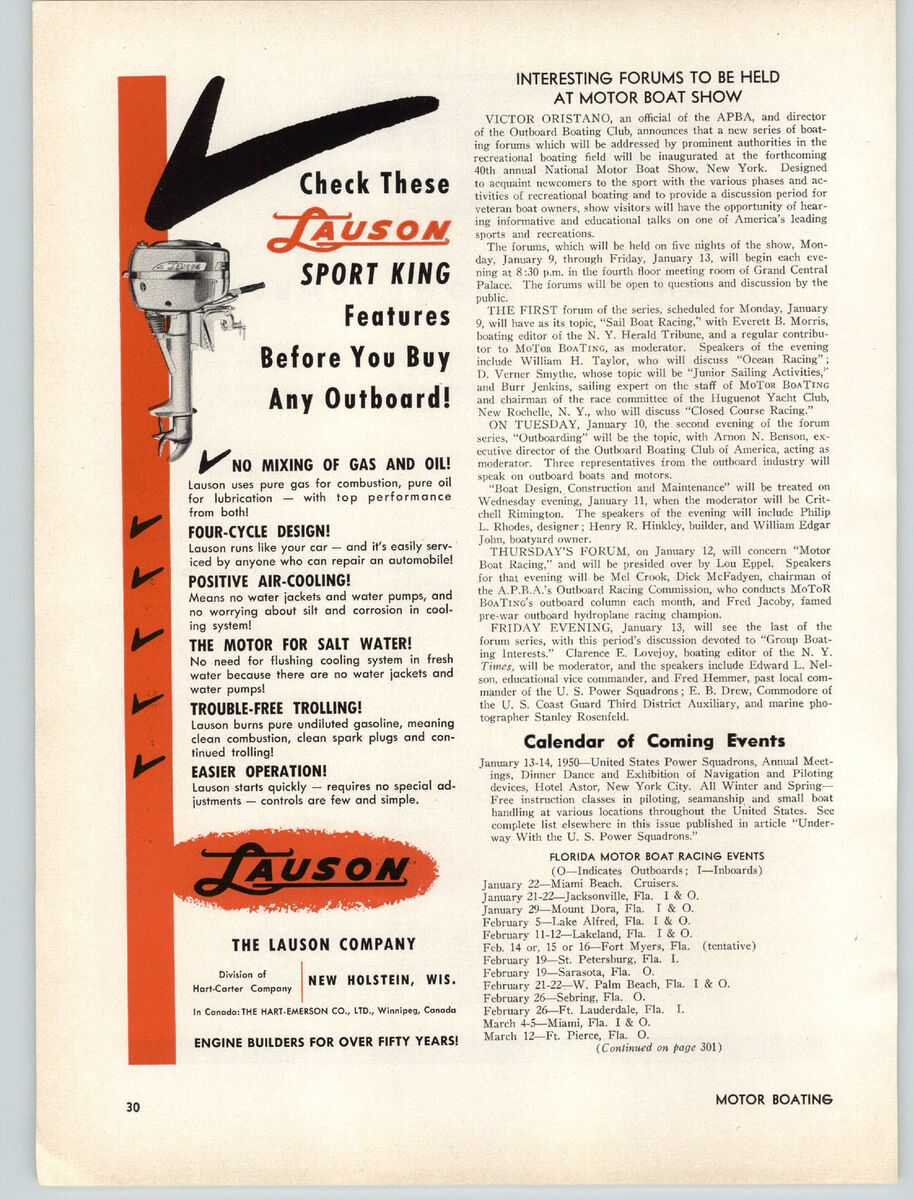 Check These
LAUSON
SPORT KING
Features
Before You Buy
Any Outboard!
NO MIXING OF GAS AND OIL!
Lauson uses pure gas for combustion, pure oil
for lubrication — with top performance
from both!
FOUR-CYCLE DESIGN!
Lauson runs like your car — and it's easily serv-
iced by anyone who can repair an automobile!
POSITIVE AIR-COOLING!
Means no water jackets and water pumps, and
no worrying about silt and corrosion in cool-
ing system!
THE MOTOR FOR SALT WATER!
No need for flushing cooling system in fresh
water because there are no water jackets and
water pumps!
TROUBLE-FREE TROLLING!
Lauson burns pure undiluted gasoline, meaning
clean combustion, clean spark plugs and con-
tinued trolling!
EASIER OPERATION!
Lauson starts quickly — requires no special ad-
justments — controls are few and simple.
LAUSON
THE LAUSON COMPANY
Division of
Hart-Carter Company
NEW HOLSTEIN, WIS.
In Canada: THE HART-EMERSON CO., LTD., Winnipeg, Canada
ENGINE BUILDERS FOR OVER FIFTY YEARS!
INTERESTING FORUMS TO BE HELD
AT MOTOR BOAT SHOW
VICTOR ORISTANO, an official of the APBA, and director
of the Outboard Boating Club, announces that a new series of boat-
ing forums which will be addressed by prominent authorities in the
recreational boating field will be inaugurated at the forthcoming
40th annual National Motor Boat Show, New York. Designed
to acquaint newcomers to the sport with the various phases and ac-
tivities of recreational boating and to provide a discussion period for
veteran boat owners, show visitors will have the opportunity of hear-
ing informative and educational talks on one of America's leading
sports and recreations.
The forums, which will be held on five nights of the show, Mon-
day, January 9, through Friday, January 13, will begin each eve-
ning at 8:30 p.m. in the fourth floor meeting room of Grand Central
Palace. The forums will be open to questions and discussion by the
public.
THE FIRST forum of the series, scheduled for Monday, January
9, will have as its topic, "Sail Boat Racing," with Everett B. Morris,
boating editor of the N. Y. Herald Tribune, and a regular contribu-
tor to MoToR BoaTinG, as moderator. Speakers of the evening
include William H. Taylor, who will discuss "Ocean Racing";
D. Verner Smythe, whose topic will be "Junior Sailing Activities,"
and Burr Jenkins, sailing expert on the staff of MoToR BoaTinG
and chairman of the race committee of the Huguenot Yacht Club,
New Rochelle, N. Y., who will discuss "Closed Course Racing."
ON TUESDAY, January 10, the second evening of the forum
series, "Outboarding" will be the topic, with Arnon N. Benson, ex-
ecutive director of the Outboard Boating Club of America, acting as
moderator. Three representatives from the outboard industry will
speak on outboard boats and motors.
"Boat Design, Construction and Maintenance" will be treated on
Wednesday evening, January 11, when the moderator will be Crit-
chell Rimington. The speakers of the evening will include Philip
L. Rhodes, designer; Henry R. Hinkley, builder, and William Edgar
John, boatyard owner.
THURSDAY'S FORUM, on January 12, will concern "Motor
Boat Racing," and will be presided over by Lou Eppel. Speakers
for that evening will be Mel Crook, Dick McFadyen, chairman of
the A.P.B.A.'s Outboard Racing Commission, who conducts MoToR
BoaTinG's outboard column each month, and Fred Jacoby, famed
pre-war outboard hydroplane racing champion.
FRIDAY EVENING, January 13, will see the last of the
forum series, with this period's discussion devoted to "Group Boat-
ing Interests." Clarence E. Lovejoy, boating editor of the N. Y.
Times, will be moderator, and the speakers include Edward L. Nel-
son, educational vice commander, and Fred Hemmer, past local com-
mander of the U. S. Power Squadrons; E. B. Drew, Commodore of
the U. S. Coast Guard Third District Auxiliary, and marine pho-
tographer Stanley Rosenfeld.
Calendar of Coming Events
January 13-14, 1950—United States Power Squadrons, Annual Meet-
ings, Dinner Dance and Exhibition of Navigation and Piloting
devices, Hotel Astor, New York City. All Winter and Spring—
Free instruction classes in piloting, seamanship and small boat
handling at various locations throughout the United States. See
complete list elsewhere in this issue published in article "Under-
way With the U. S. Power Squadrons."
FLORIDA MOTOR BOAT RACING EVENTS
(O—Indicates Outboards; I—Inboards)
January 22—Miami Beach. Cruisers.
January 21-22—Jacksonville, Fla. I & O.
January 29—Mount Dora, Fla. I & O.
February 5—Lake Alfred, Fla. I & O.
February 11-12—Lakeland, Fla. I & O.
Feb. 14 or, 15 or 16—Fort Myers, Fla. (tentative)
February 19—St. Petersburg, Fla. I.
February 19—Sarasota, Fla. O.
February 21-22—W. Palm Beach, Fla. I & O.
February 26—Sebring, Fla. O.
February 26—Ft. Lauderdale, Fla. I.
March 4-5—Miami, Fla. I & O.
March 12—Ft. Pierce, Fla. O.
(Continued on page 301)
30
MOTOR BOATING